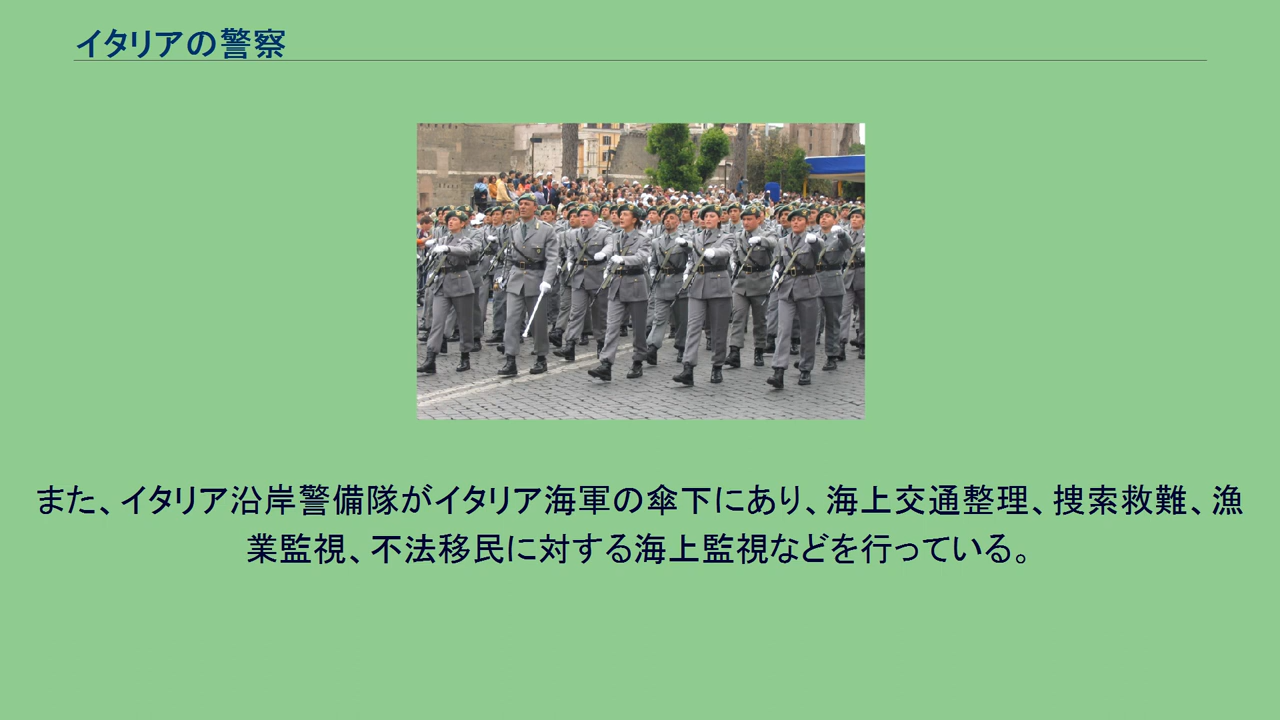 イタリアの警察
また、イタリア沿岸警備隊がイタリア海軍の傘下にあり、海上交通整理、捜索救難、漁
業監視、不法移民に対する海上監視などを行っている。